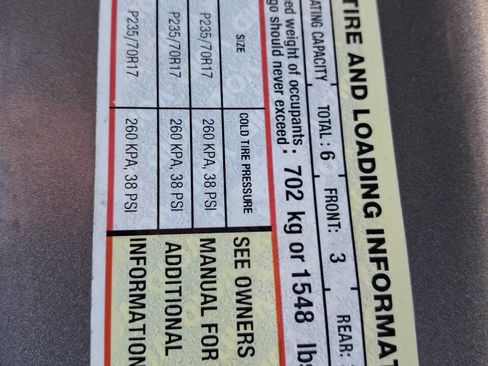 TIRE AND LOADING INFORMAT
ATING CAPACITY TOTAL : 6 FRONT: 3 REAR:
ed weight of occupants :
go should never exceed : 702 kg or 1548 lbs
SIZE COLD TIRE PRESSURE SEE OWNERS
P235/70R17 260 KPA, 38 PSI MANUAL FOR
P235/70R17 260 KPA, 38 PSI ADDITIONAL
P235/70R17 260 KPA, 38 PSI INFORMATION